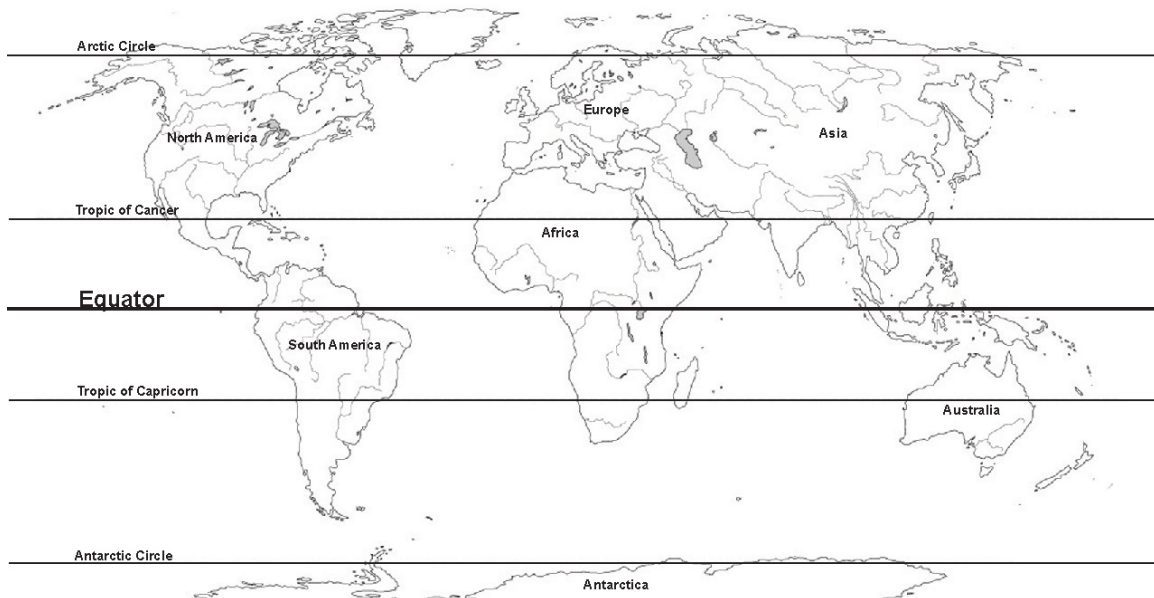 Arctic Circle
Europe
North America
Asia
Tropic of Cancer
Africa
Equator
South America
Tropic of Capricorn
Australia
Antarctic Circle
Antarctica